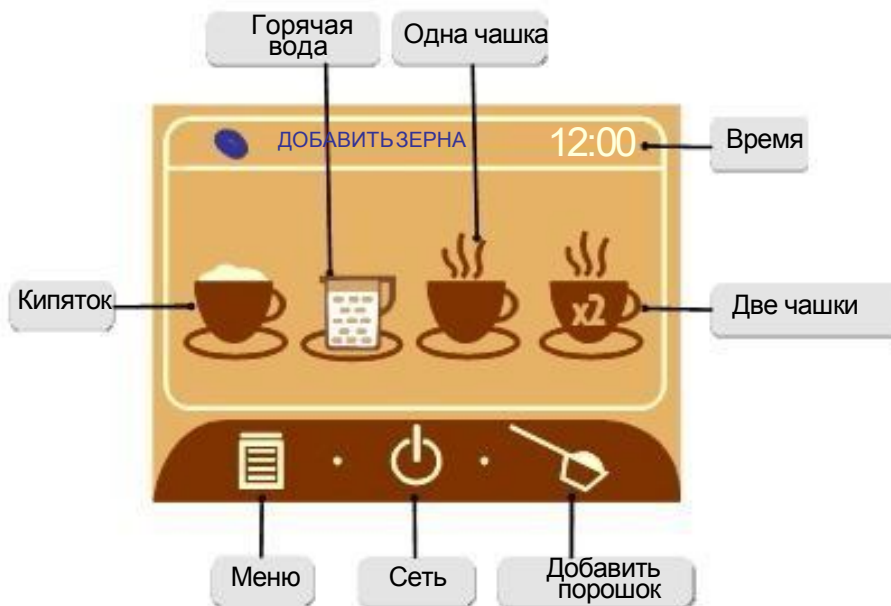 Горячая
вода
Одна чашка
ДОБАВИТЬ ЗЕРНА
12:00
Время
Кипяток
x2
Две чашки
Меню
Сеть
Добавить
порошок